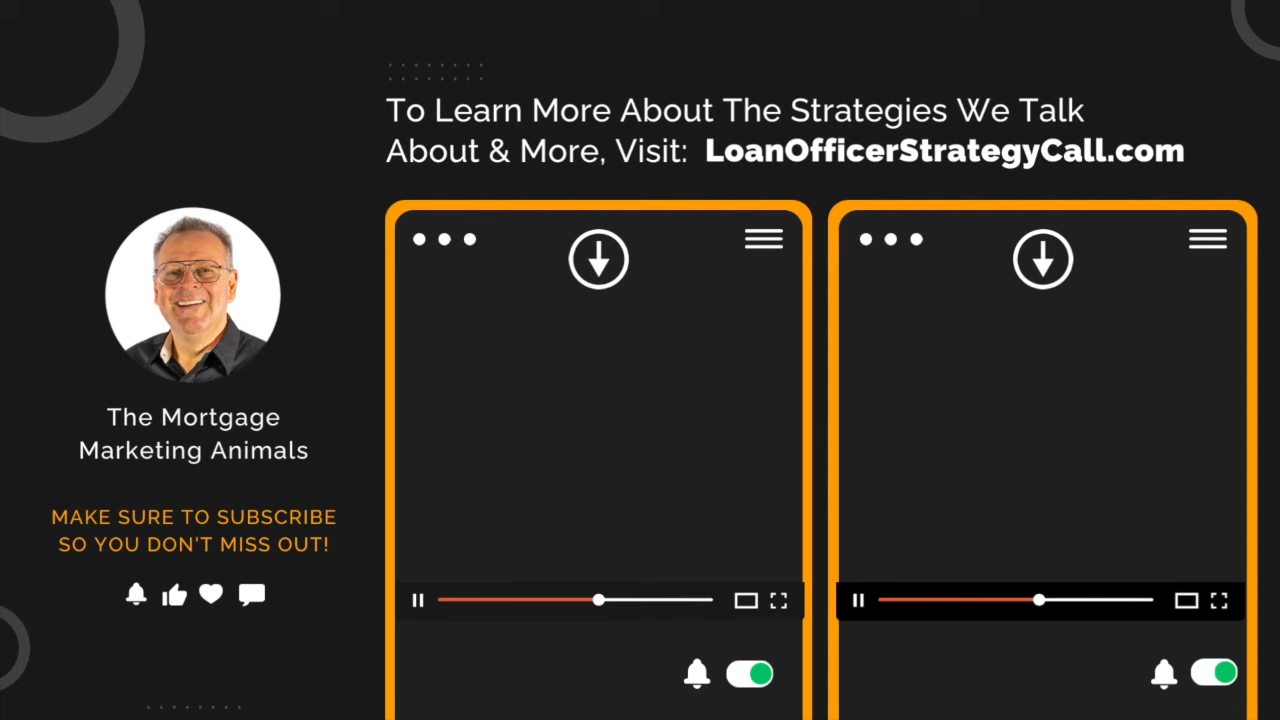 To Learn More About The Strategies We Talk
About & More, Visit: LoanOfficerStrategyCall.com
The Mortgage
Marketing Animals
MAKE SURE TO SUBSCRIBE
SO YOU DON'T MISS OUT!